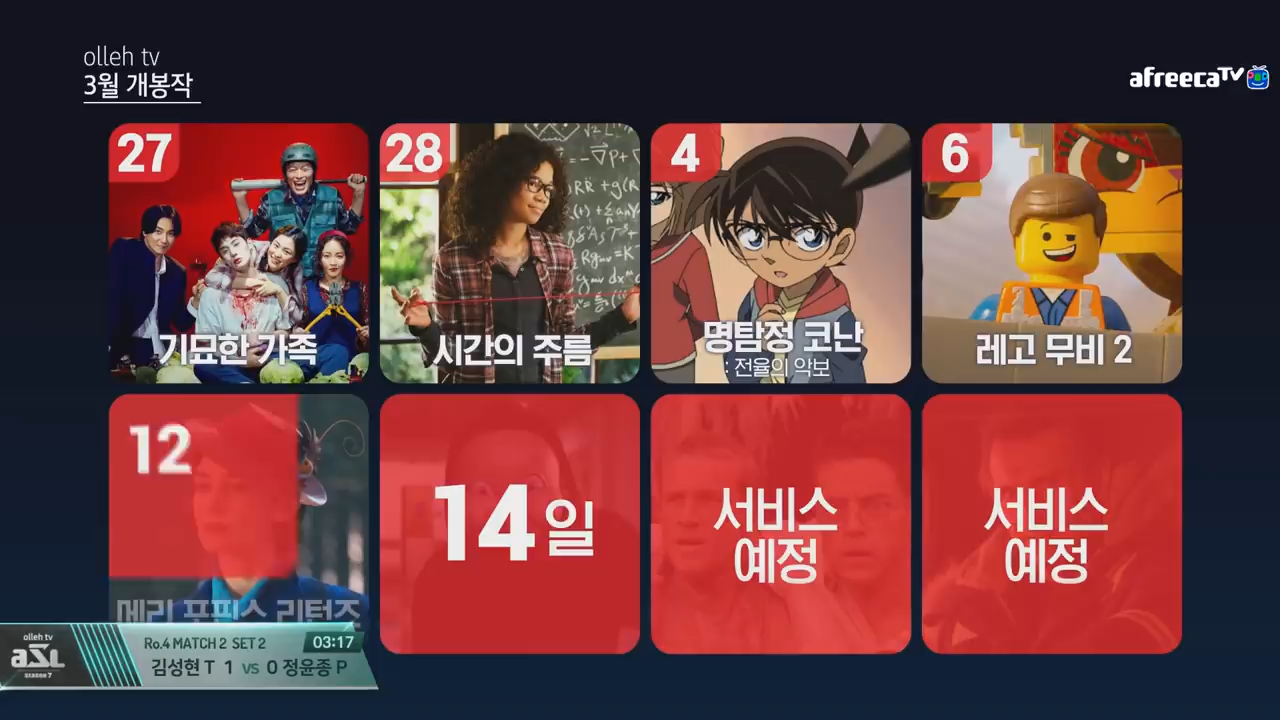 olleh tv
3월 개봉작
afreecaTV
27
기묘한 가족
28
시간의 주름
4
명탐정 코난
: 전율의 악보
6
레고 무비 2
12
메리 포핀스 리턴즈
14일
서비스
예정
서비스
예정
olleh tv
aSL
SEASON 7
Ro.4 MATCH 2 SET 2
03:17
김성현 T 1 vs 0 정윤종 P